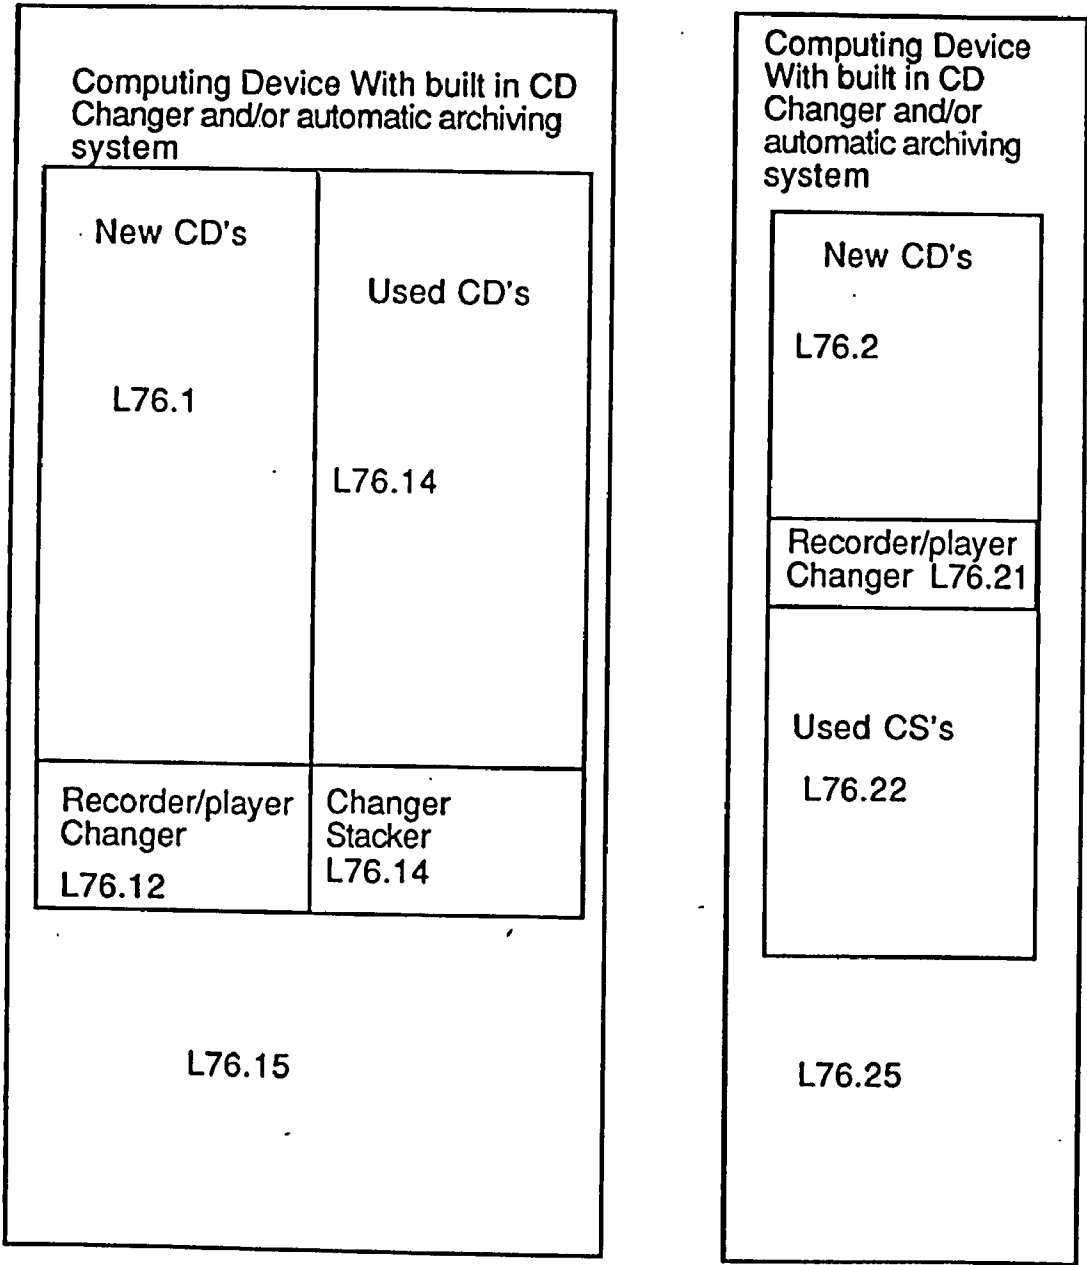 Computing Device With built in CD
Changer and/or automatic archiving
system
New CD's
Used CD's
L76.1
L76.14
Recorder/player
Changer
L76.12
Changer
Stacker
L76.14
L76.15
Computing Device
With built in CD
Changer and/or
automatic archiving
system
New CD's
L76.2
Recorder/player
Changer L76.21
Used CS's
L76.22
L76.25